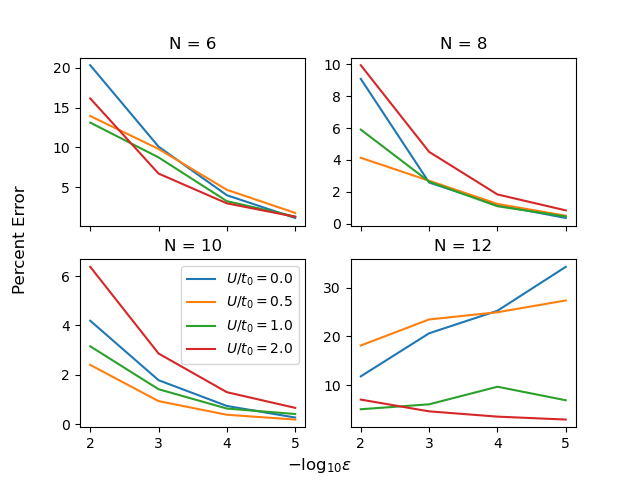 N = 6
N = 8
20
15
10
5
10
8
6
4
2
0
Percent Error
N = 10
N = 12
6
4
2
0
U/t₀ = 0.0
U/t₀ = 0.5
U/t₀ = 1.0
U/t₀ = 2.0
30
20
10
2 3 4 5
2 3 4 5
−log₁₀ε